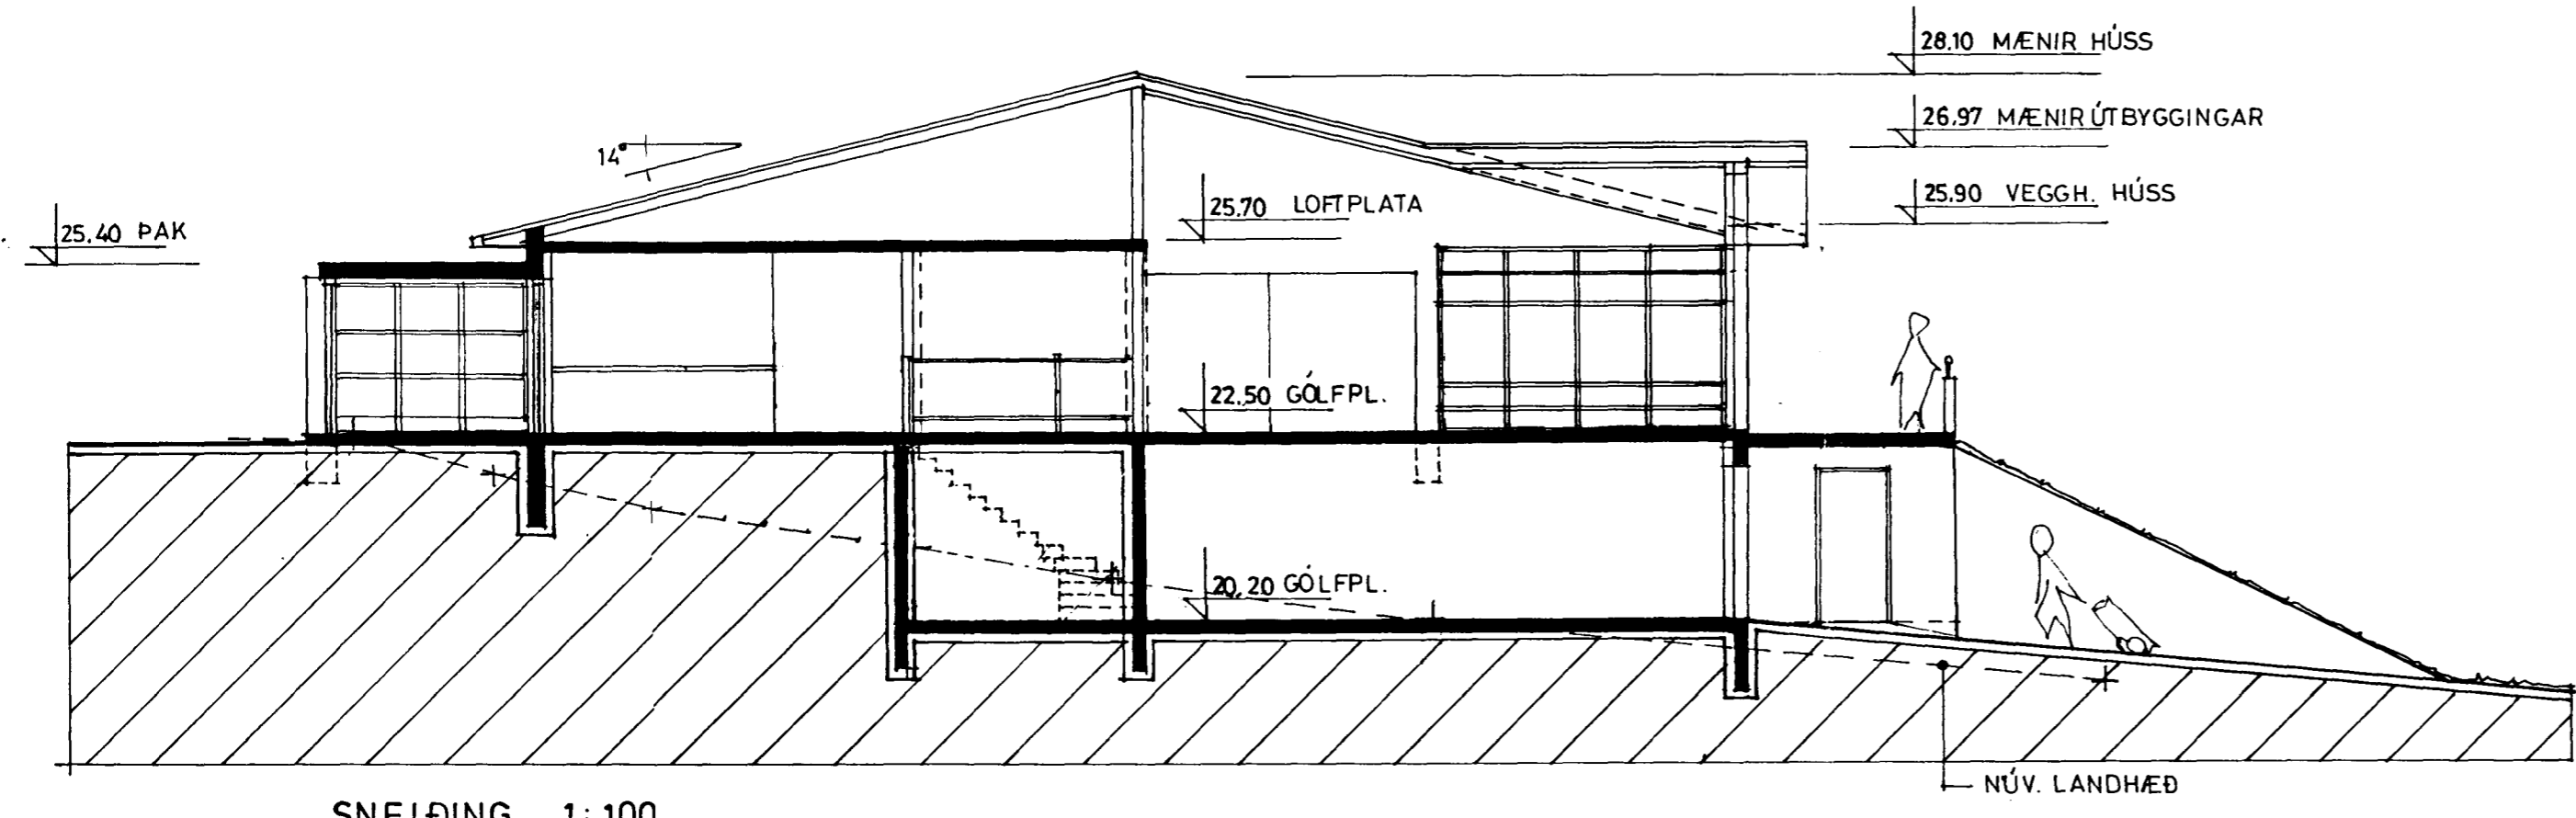 28.10 MÆNIR HÚSS
26.97 MÆNIR ÚTBYGGINGAR
14°
25.90 VEGGH. HÚSS
25.70 LOFTPLATA
25.40 ÞAK
22.50 GÓLFPL.
20.20 GÓLFPL.
NÚV. LANDHÆÐ
SNEIÐING 1:100